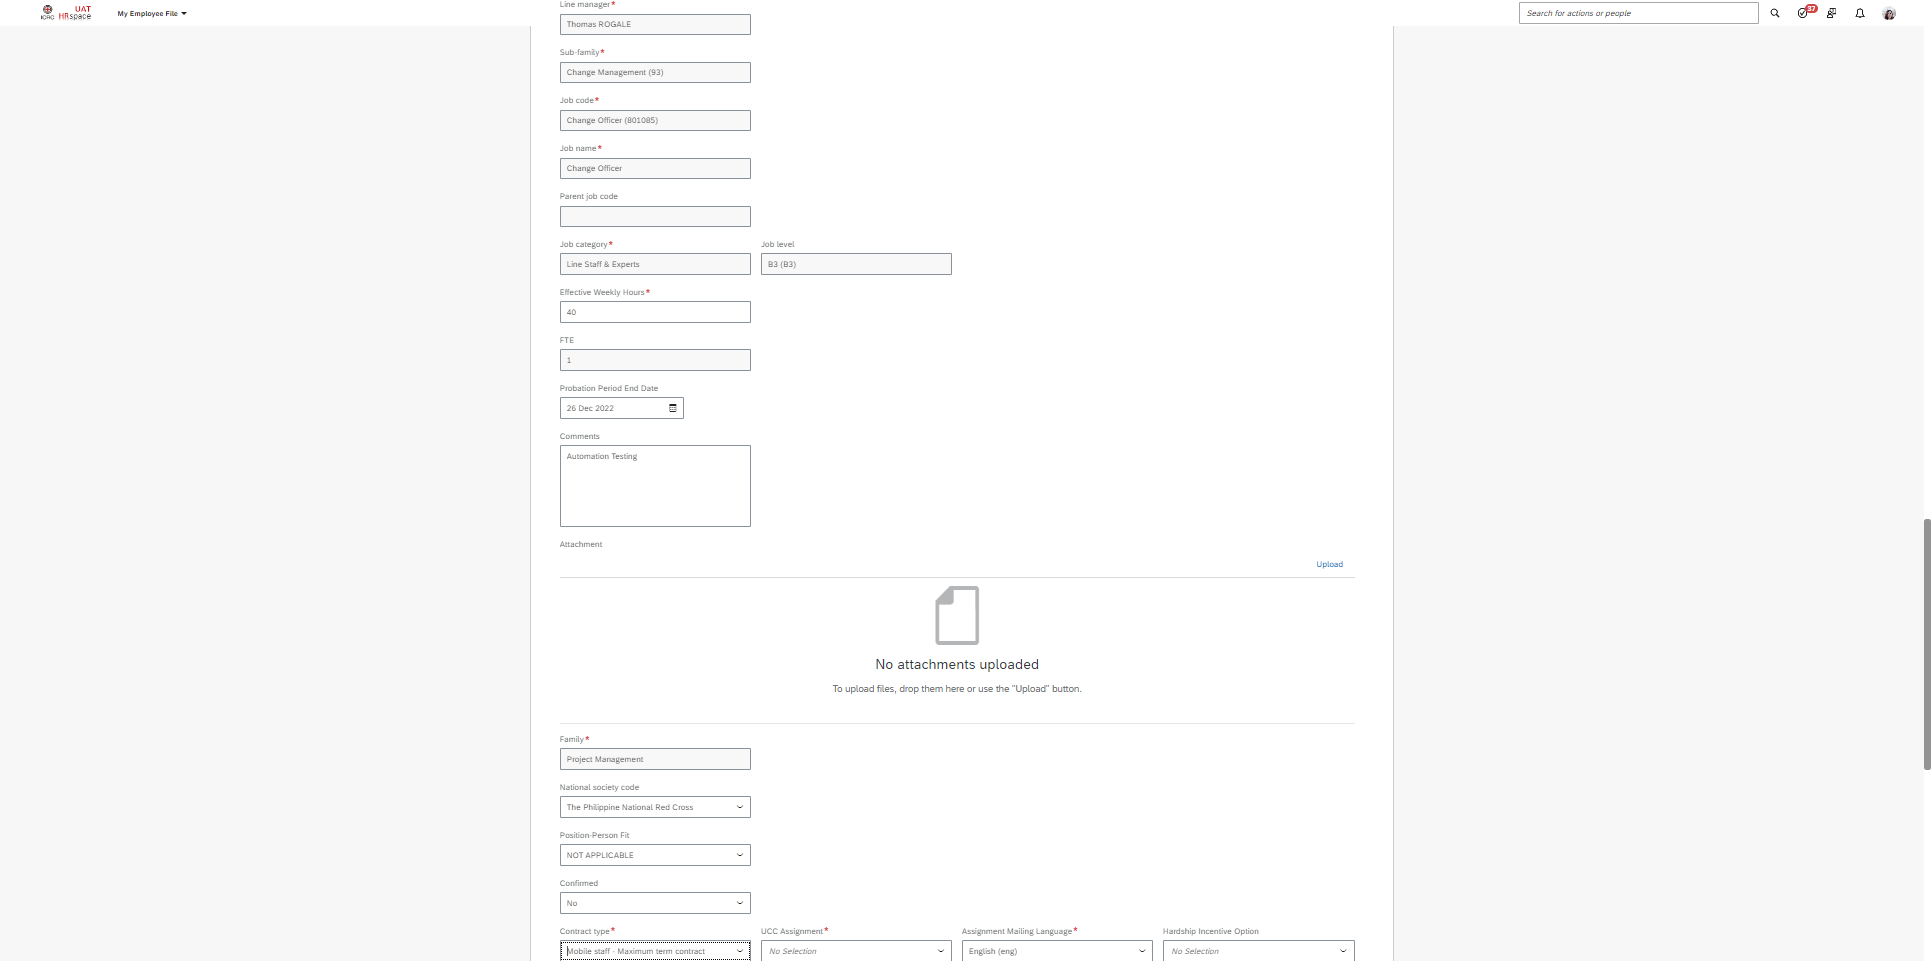 ICRC
UAT
HRspace
My Employee File
Search for actions or people
37
Line manager*
Thomas ROGALE
Sub-family*
Change Management (93)
Job code*
Change Officer (801085)
Job name*
Change Officer
Parent job code
Job category*
Job level
Line Staff & Experts
B3 (B3)
Effective Weekly Hours*
40
FTE
1
Probation Period End Date
26 Dec 2022
Comments
Automation Testing
Attachment
Upload
No attachments uploaded
To upload files, drop them here or use the "Upload" button.
Family*
Project Management
National society code
The Philippine National Red Cross
Position-Person Fit
NOT APPLICABLE
Confirmed
No
Contract type*
UCC Assignment*
Assignment Mailing Language*
Hardship Incentive Option
Mobile staff - Maximum term contract
No Selection
English (eng)
No Selection